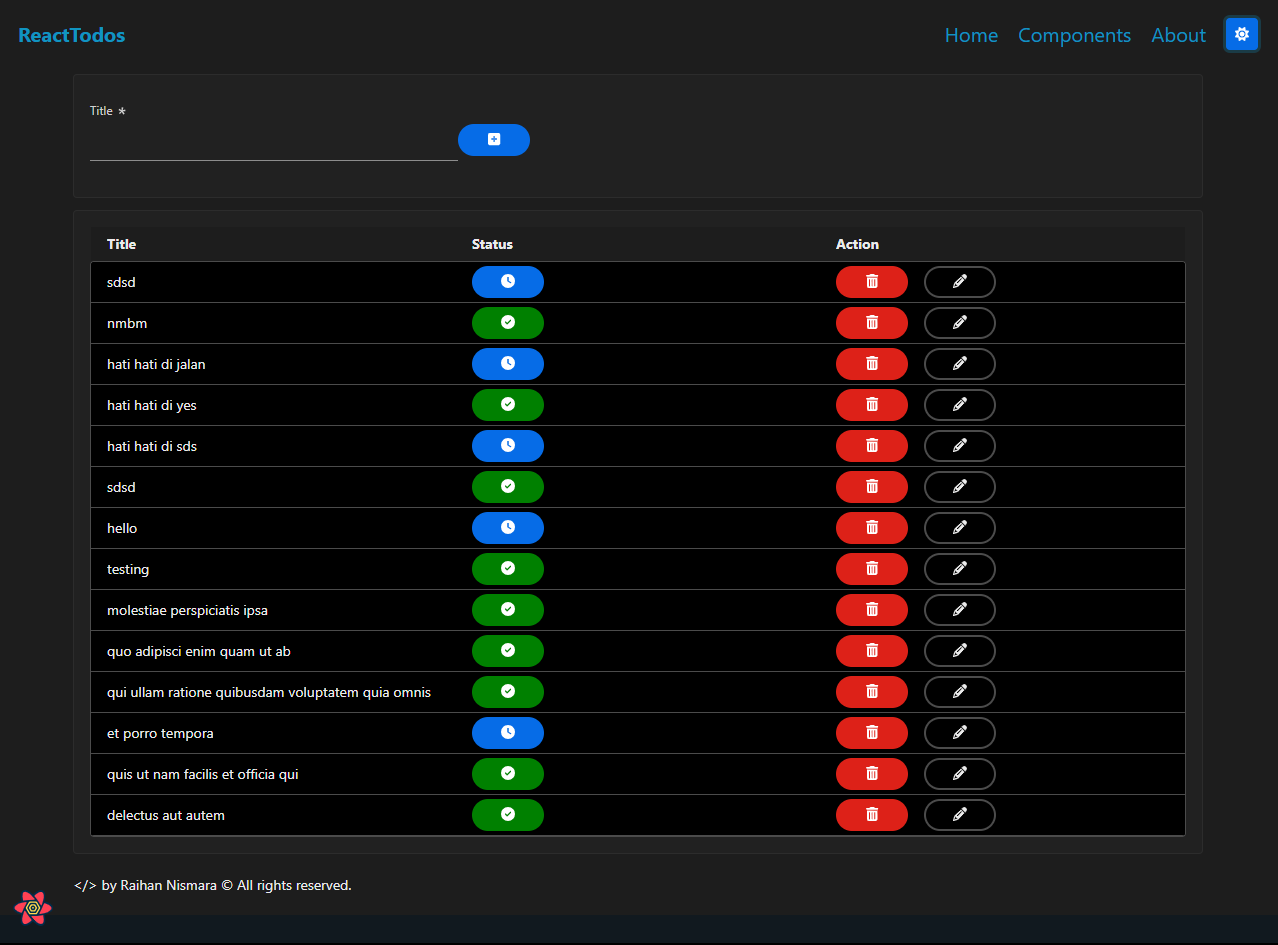 ReactTodos Home Components About
Title *
Title Status Action
sdsd
nmbm
hati hati di jalan
hati hati di yes
hati hati di sds
sdsd
hello
testing
molestiae perspiciatis ipsa
quo adipisci enim quam ut ab
qui ullam ratione quibusdam voluptatem quia omnis
et porro tempora
quis ut nam facilis et officia qui
delectus aut autem
</> by Raihan Nismara © All rights reserved.